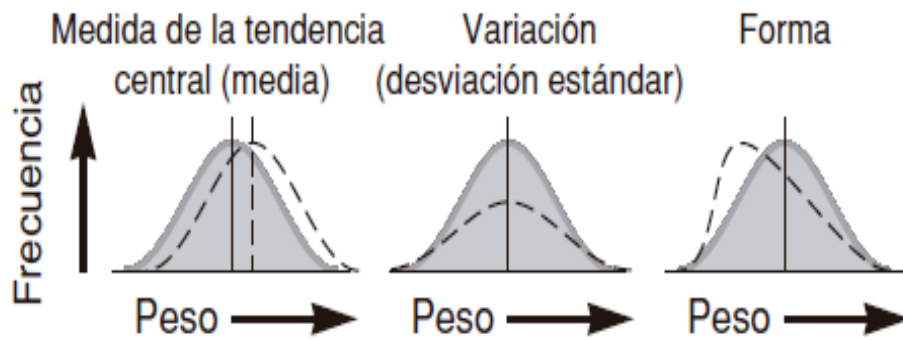 Medida de la tendencia
central (media)
Variación
(desviación estándar)
Forma
Frecuencia
Peso
Peso
Peso